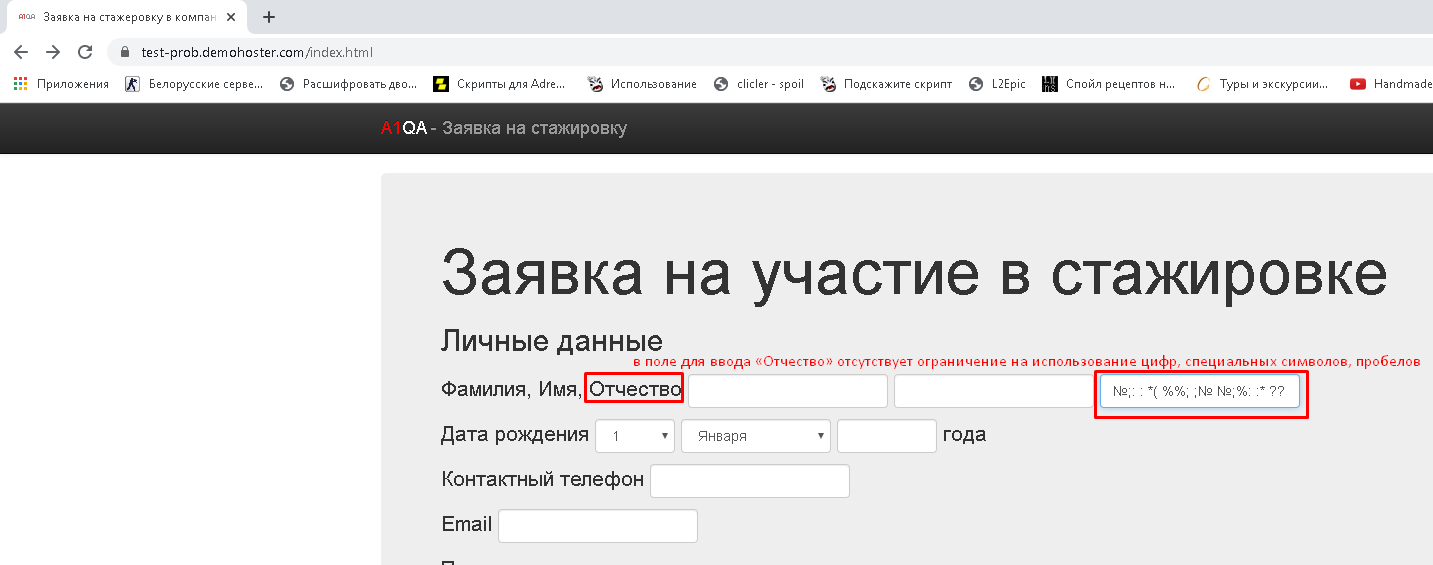 A1QA Заявка на стажеровку в компан
test-prob.demohoster.com/index.html
Приложения Белорусские серве... Расшифровать дво... Скрипты для Adre... Использование clicler - spoil Подскажите скрипт L2Epic Спойл рецептов н... Туры и экскурсии... Handmade
A1QA - Заявка на стажировку
Заявка на участие в стажировке
Личные данные
в поле для ввода «Отчество» отсутствует ограничение на использование цифр, специальных символов, пробелов
Фамилия, Имя, Отчество №;: : *( %%; ;№ №;%: :* ??
Дата рождения 1 Января года
Контактный телефон
Email